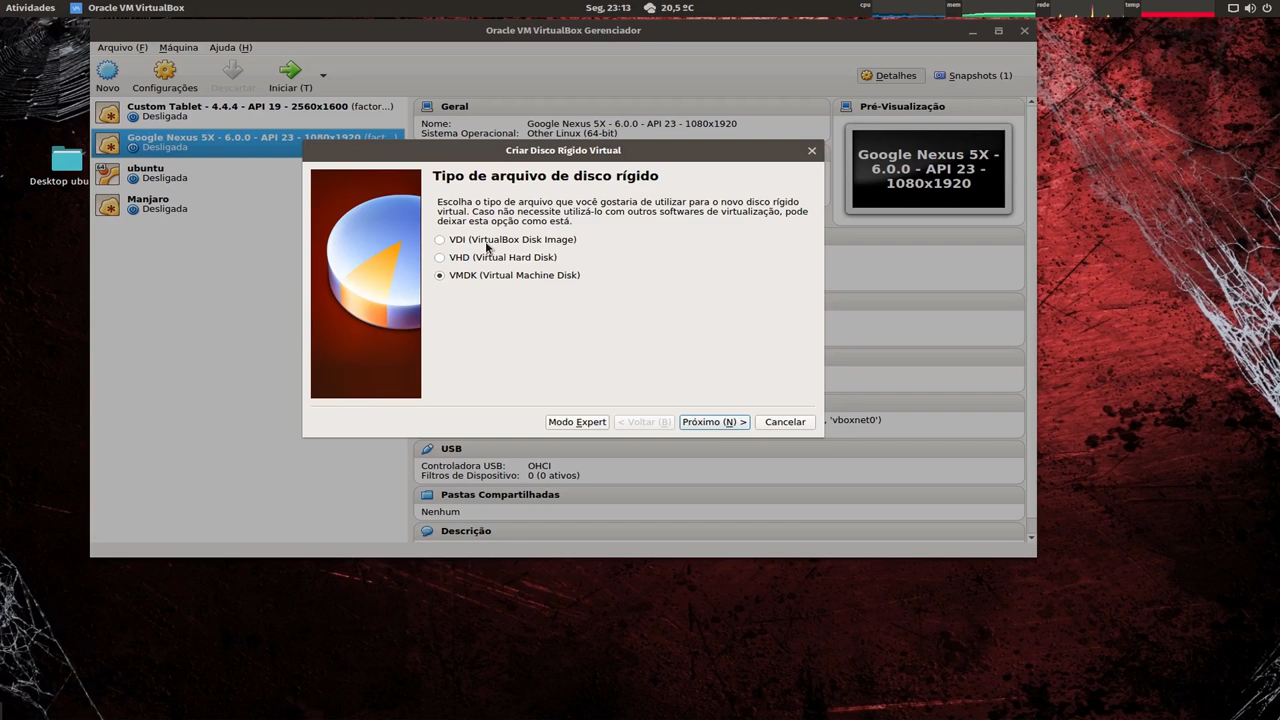 Atividades
Oracle VM VirtualBox
Seg, 23:13
20,5 ºC
cpu
mem
rede
temp
Oracle VM VirtualBox Gerenciador
Arquivo (F)
Máquina
Ajuda (H)
Novo
Configurações
Descartar
Iniciar (T)
Detalhes
Snapshots (1)
Custom Tablet - 4.4.4 - API 19 - 2560x1600 (factor...)
Desligada
Google Nexus 5X - 6.0.0 - API 23 - 1080x1920 (fact...)
Desligada
ubuntu
Desligada
Manjaro
Desligada
Desktop ubu
Geral
Nome: Google Nexus 5X - 6.0.0 - API 23 - 1080x1920
Sistema Operacional: Other Linux (64-bit)
Pré-Visualização
Google Nexus 5X -
6.0.0 - API 23 -
1080x1920
Criar Disco Rígido Virtual
Tipo de arquivo de disco rígido
Escolha o tipo de arquivo que você gostaria de utilizar para o novo disco rígido
virtual. Caso não necessite utilizá-lo com outros softwares de virtualização, pode
deixar esta opção como está.
VDI (VirtualBox Disk Image)
VHD (Virtual Hard Disk)
VMDK (Virtual Machine Disk)
Modo Expert
< Voltar (B)
Próximo (N) >
Cancelar
, 'vboxnet0')
USB
Controladora USB: OHCI
Filtros de Dispositivo: 0 (0 ativos)
Pastas Compartilhadas
Nenhum
Descrição